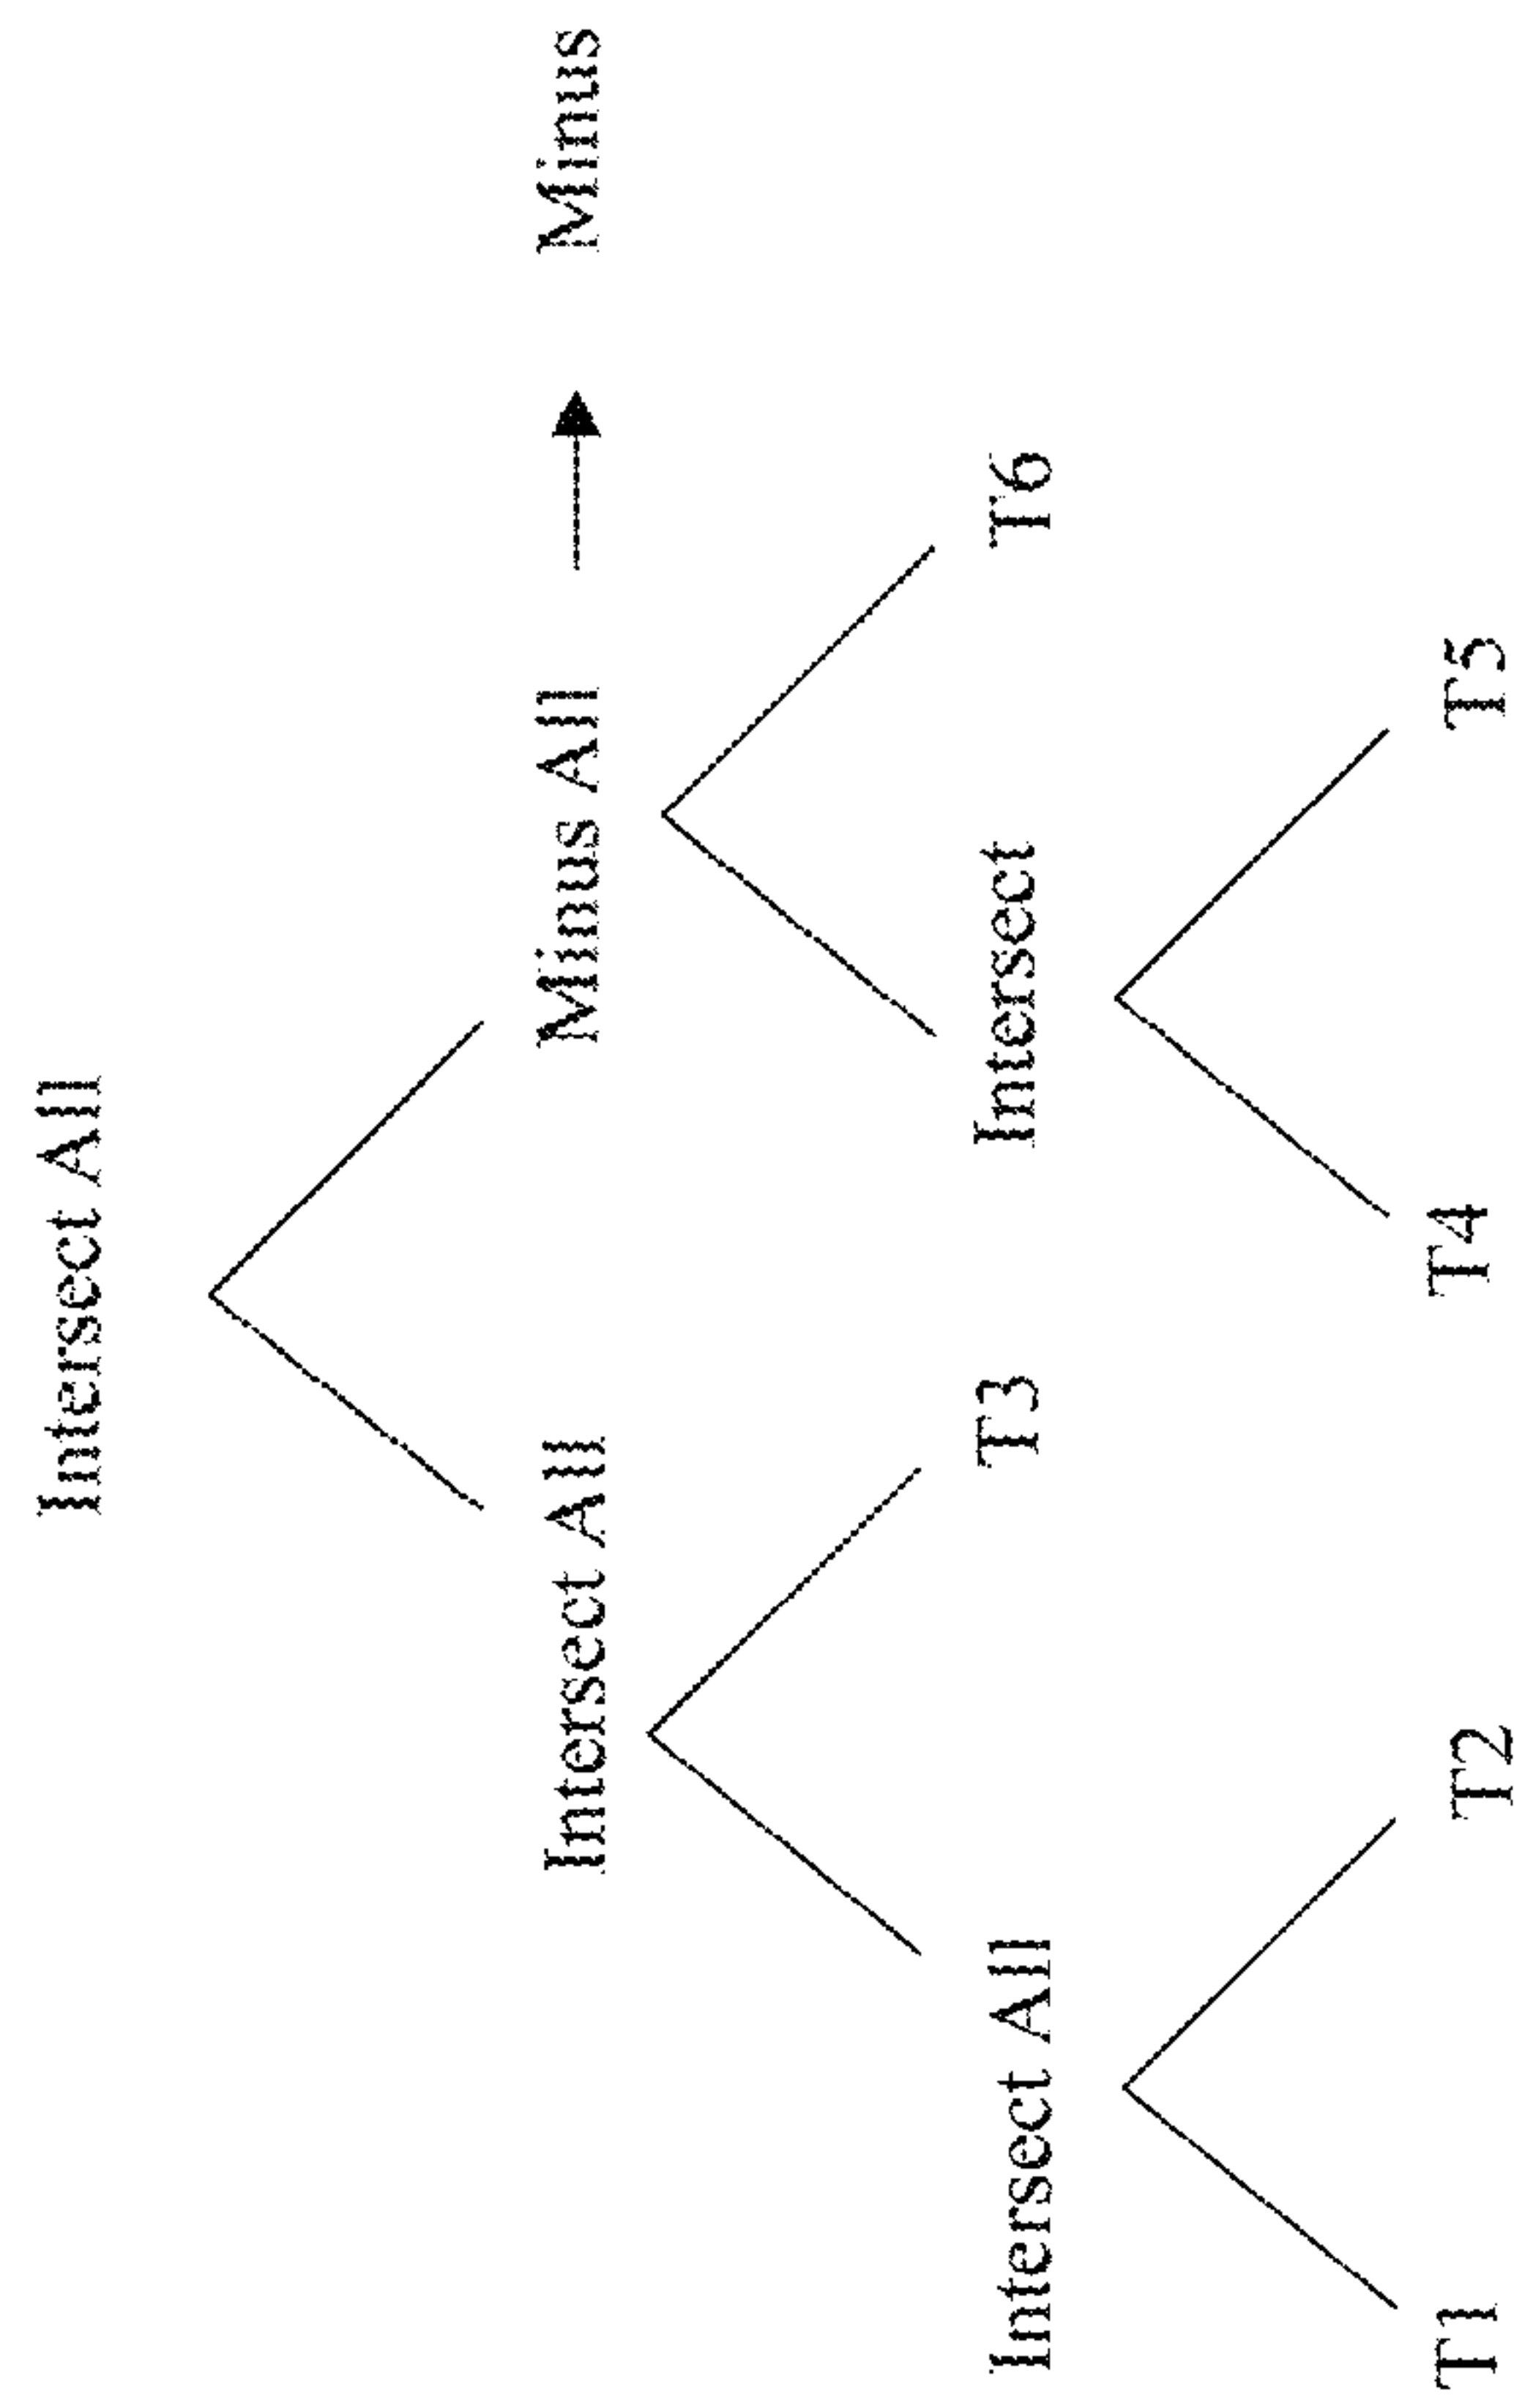 Intersect All
Intersect All
Minus All
Minus
Intersect All
T3
Intersect
T6
T1
T2
T4
T5